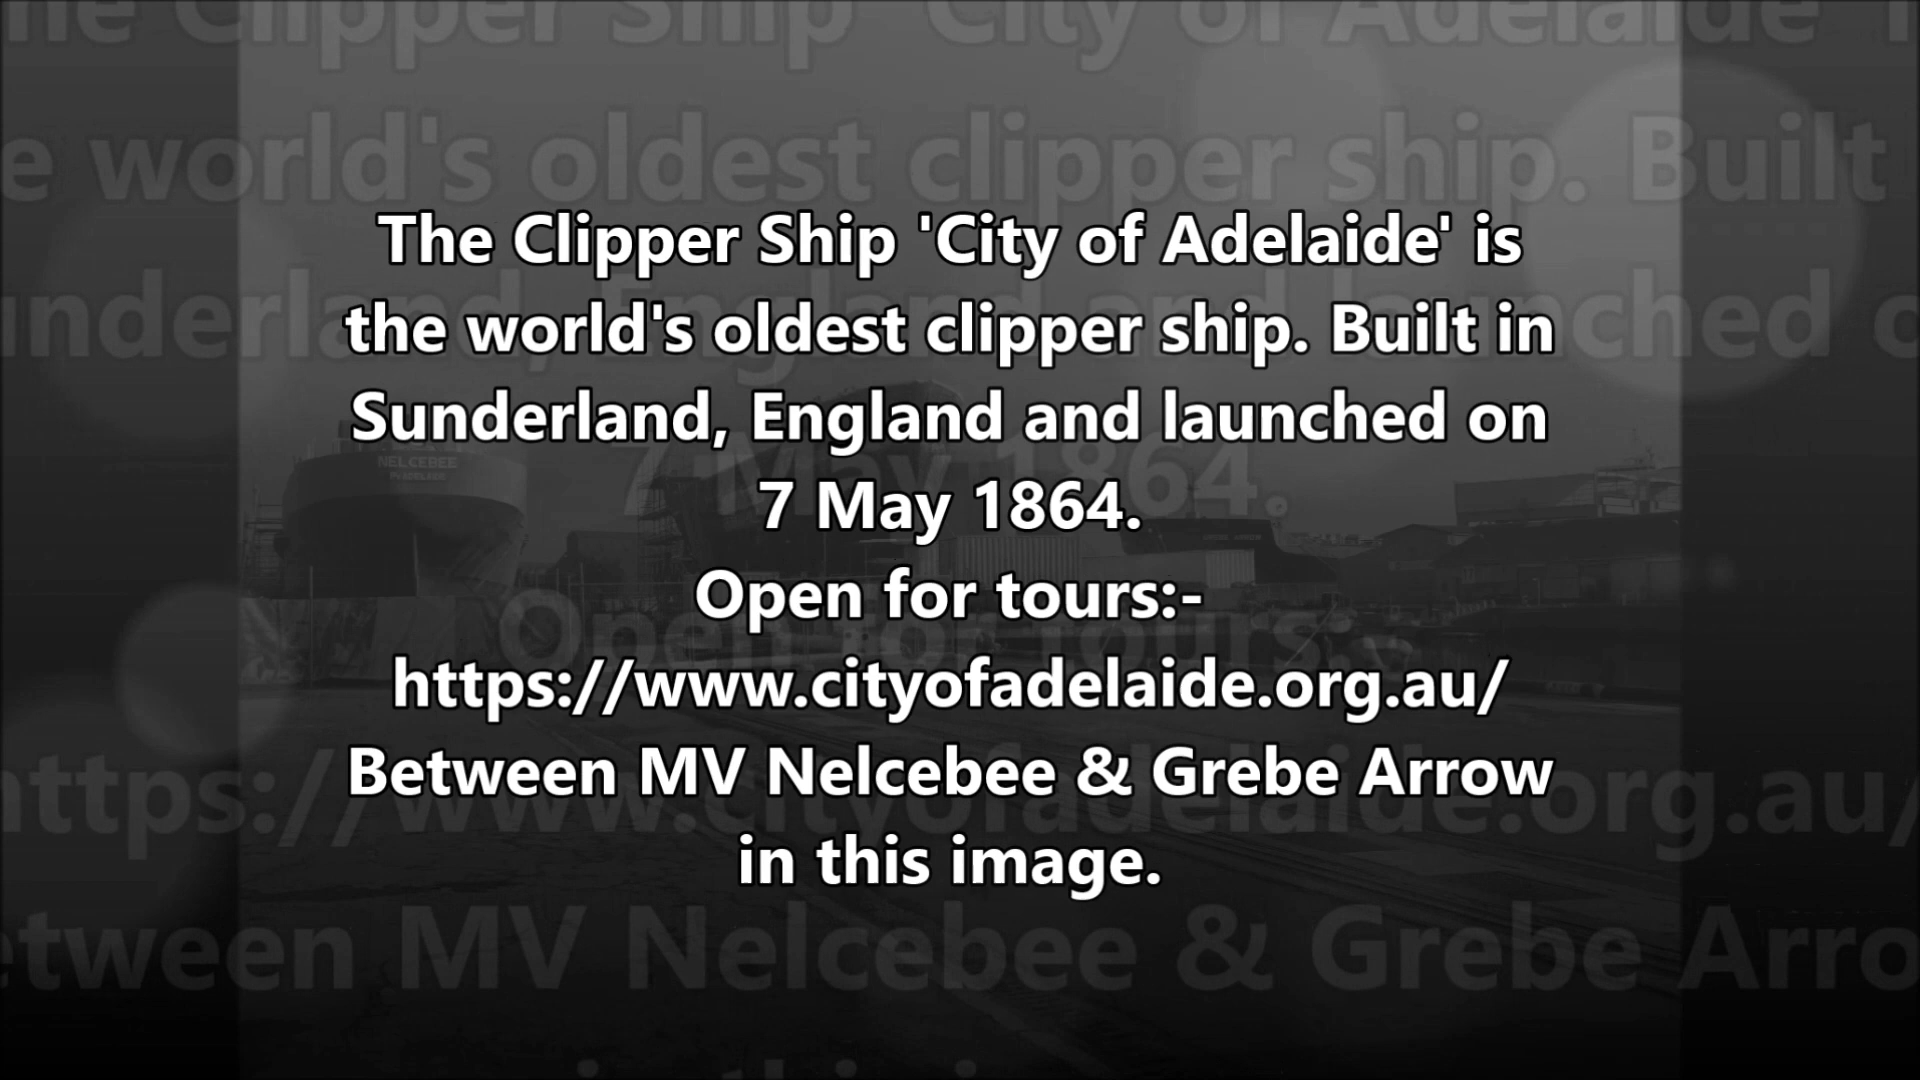 The Clipper Ship 'City of Adelaide' is
the world's oldest clipper ship. Built in
Sunderland, England and launched on
7 May 1864.
Open for tours:-
https://www.cityofadelaide.org.au/
Between MV Nelcebee & Grebe Arrow
in this image.
NELCEBEE